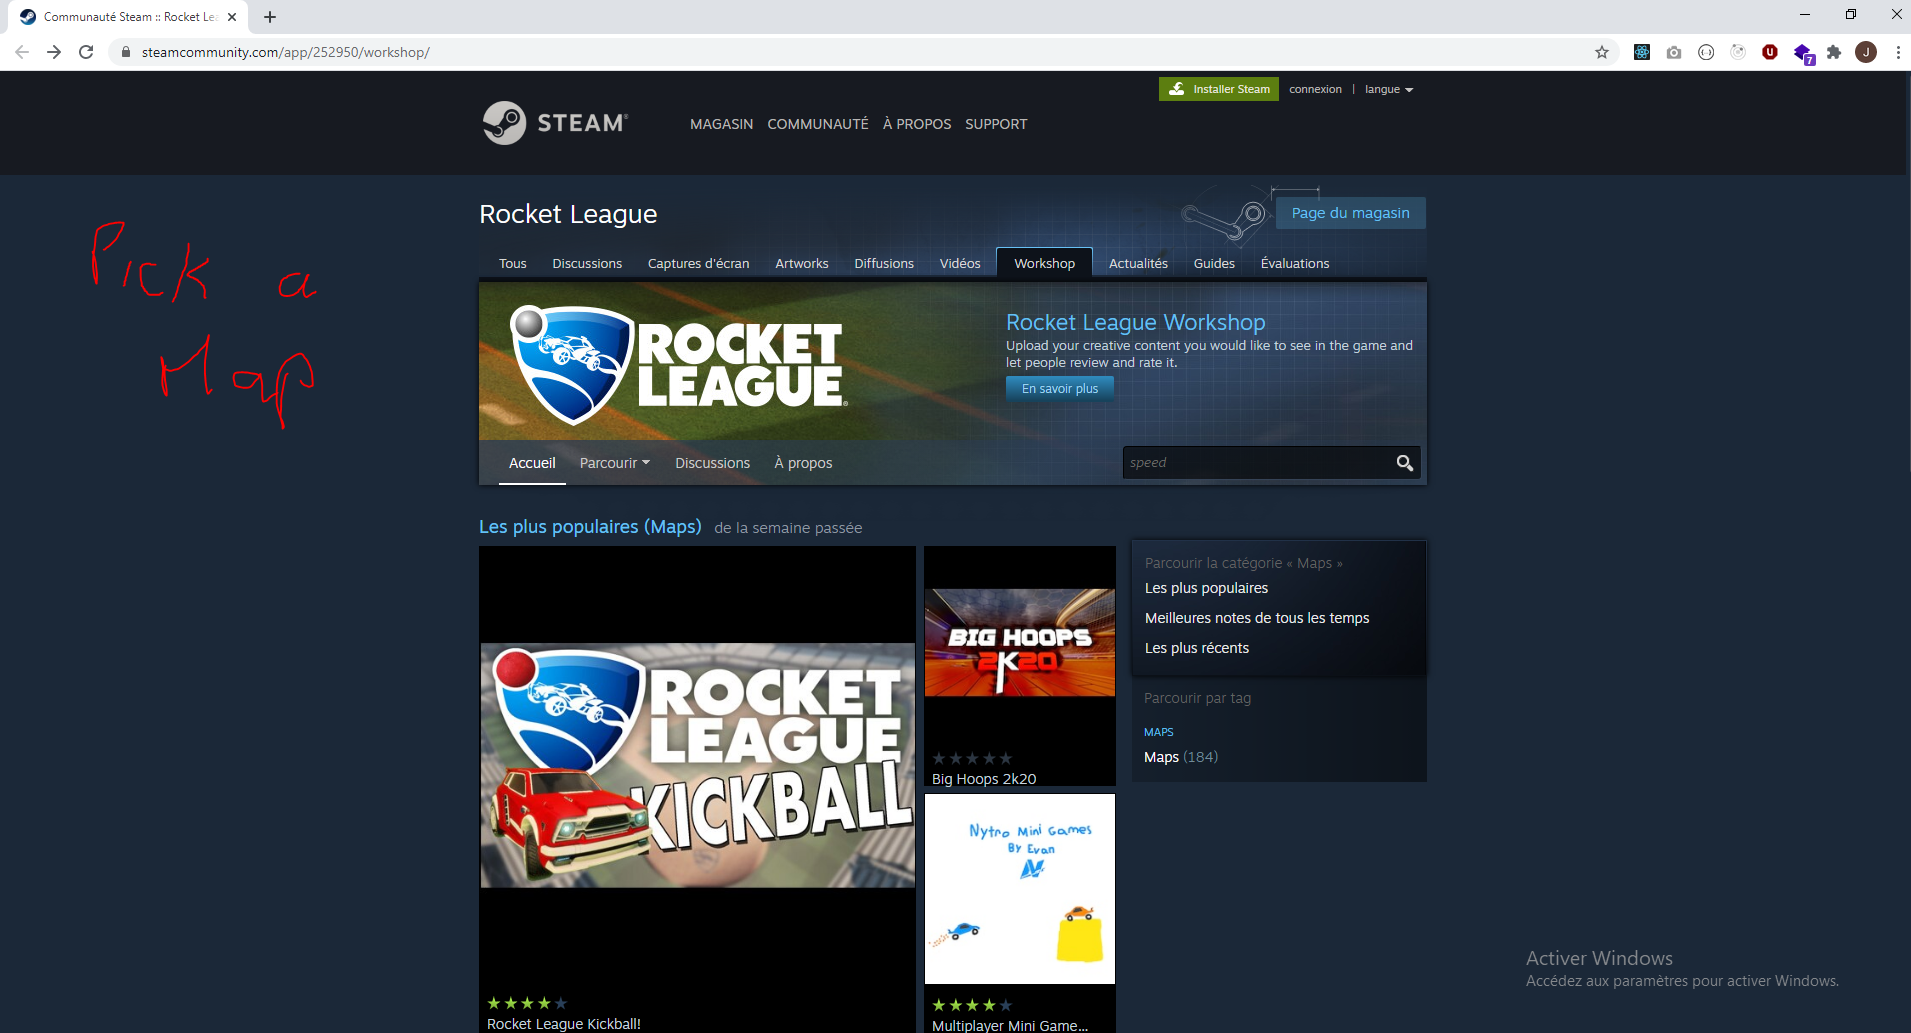 Communauté Steam :: Rocket Lea
steamcommunity.com/app/252950/workshop/
7
J
Installer Steam connexion | langue
STEAM®
MAGASIN COMMUNAUTÉ À PROPOS SUPPORT
Pick a
Map
Rocket League
Page du magasin
Tous Discussions Captures d'écran Artworks Diffusions Vidéos Workshop Actualités Guides Évaluations
ROCKET
LEAGUE®
Rocket League Workshop
Upload your creative content you would like to see in the game and
let people review and rate it.
En savoir plus
Accueil Parcourir Discussions À propos
speed
Les plus populaires (Maps) de la semaine passée
ROCKET
LEAGUE
KICKBALL
Rocket League Kickball!
BIG HOOPS
2K20
Big Hoops 2k20
Nytro Mini Games
By Evan
Multiplayer Mini Game...
Parcourir la catégorie « Maps »
Les plus populaires
Meilleures notes de tous les temps
Les plus récents
Parcourir par tag
MAPS
Maps (184)
Activer Windows
Accédez aux paramètres pour activer Windows.